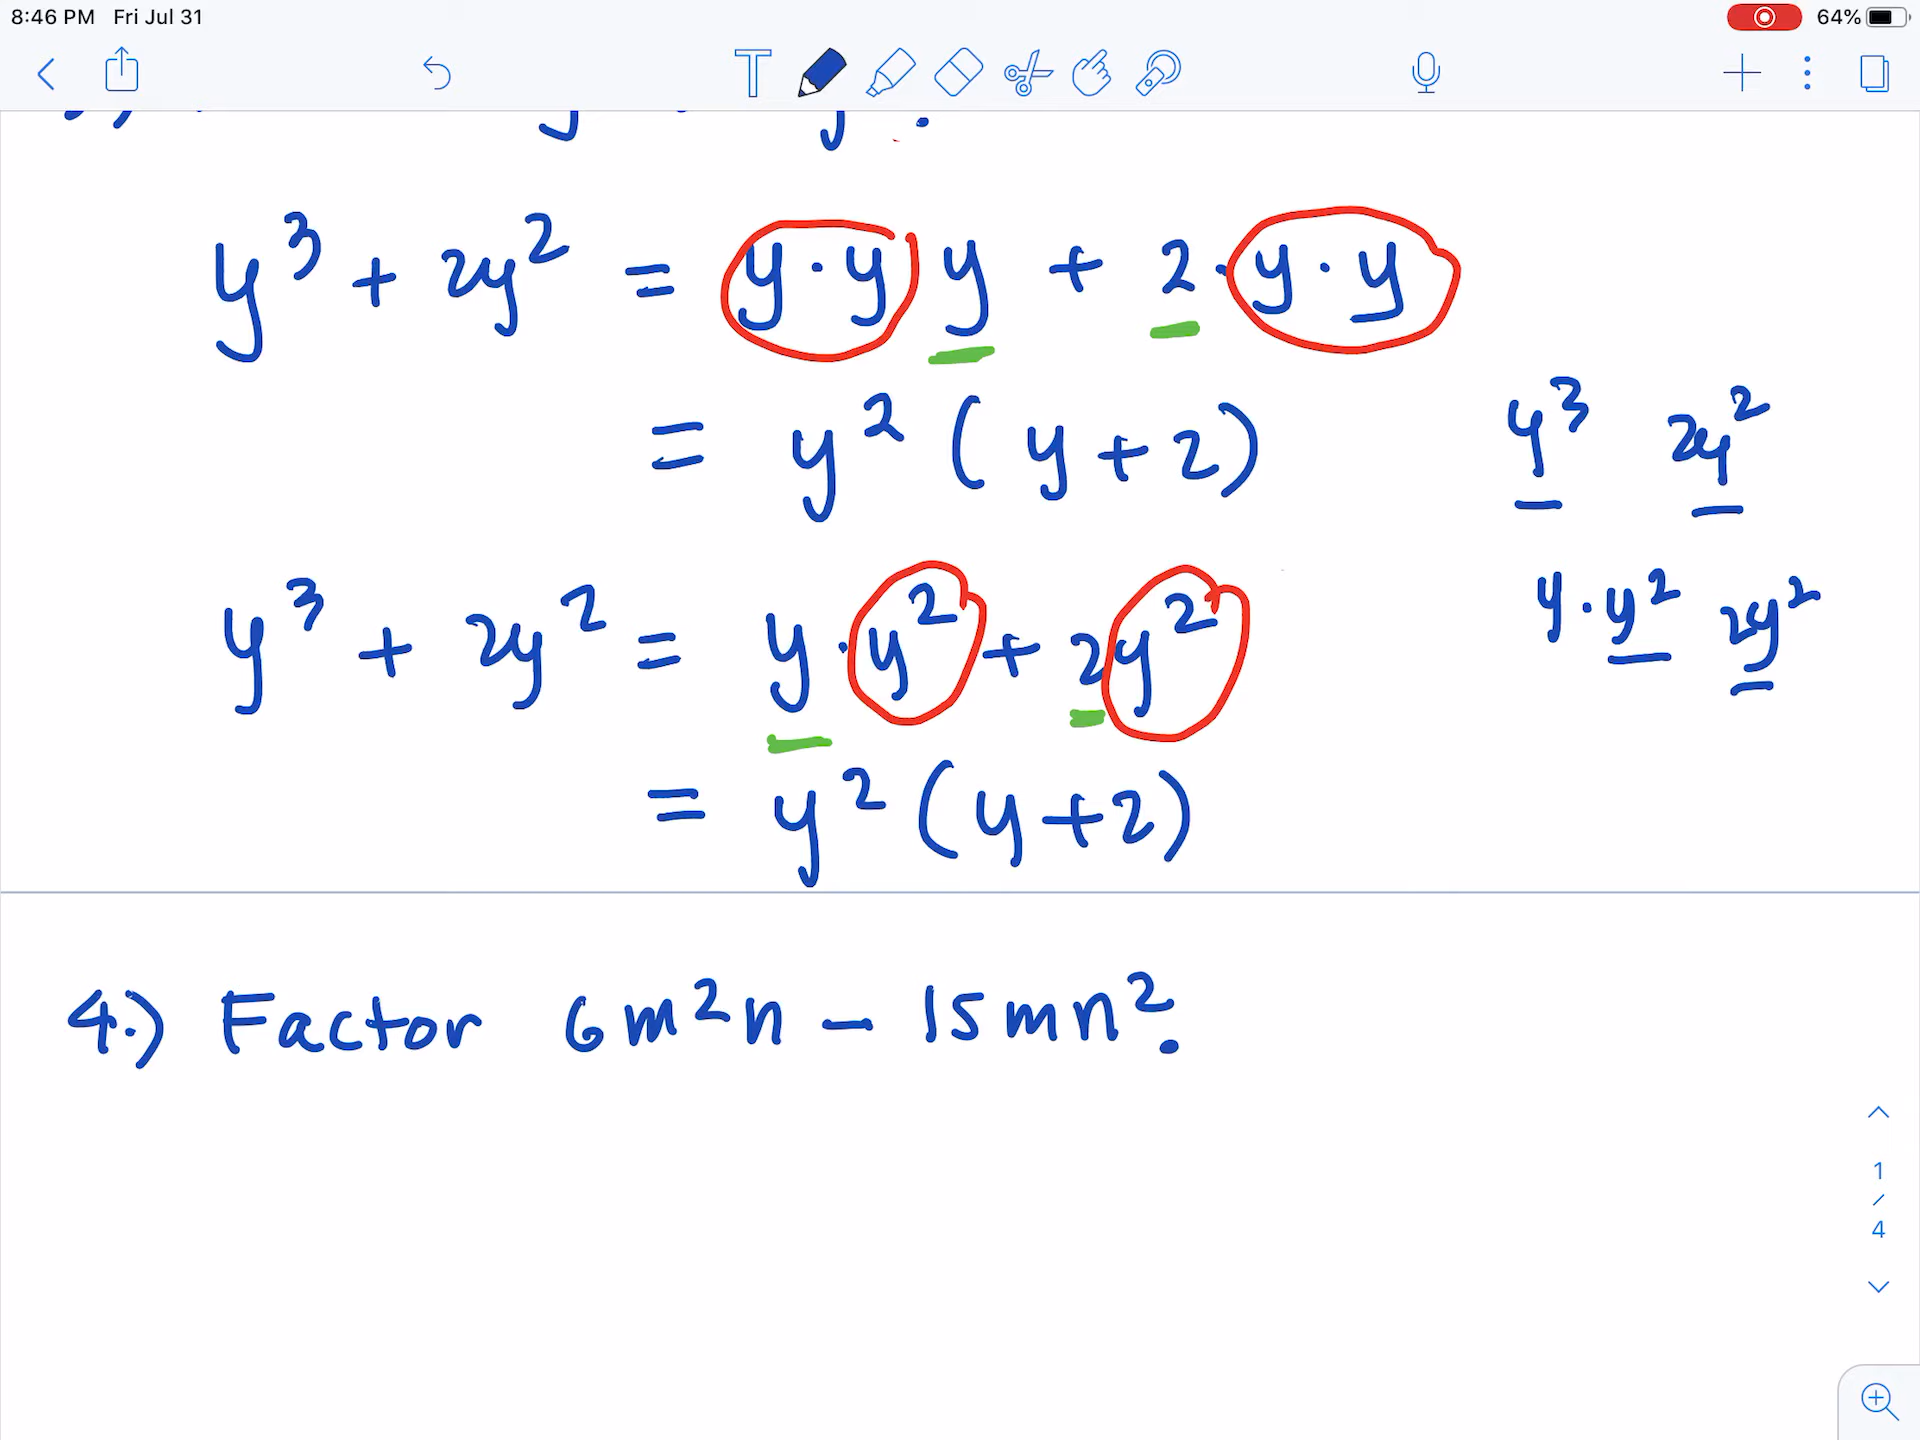 8:46 PM Fri Jul 31 64%
T
y³ + 2y² = y·y y + 2·y·y
= y² (y+2)
y³ 2y²
y³ + 2y² = y·y² + 2y²
y·y² 2y²
= y² (y+2)
4.) Factor 6m²n − 15mn².
1
/
4